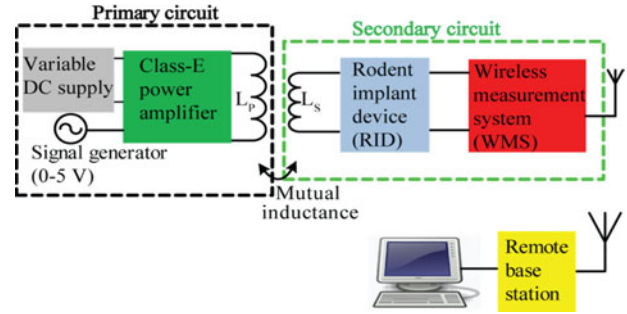 Primary circuit
Secondary circuit
Variable
DC supply
Class-E
power
amplifier
LP
LS
Rodent
implant
device
(RID)
Wireless
measurement
system
(WMS)
Signal generator
(0-5 V)
Mutual
inductance
Remote
base
station